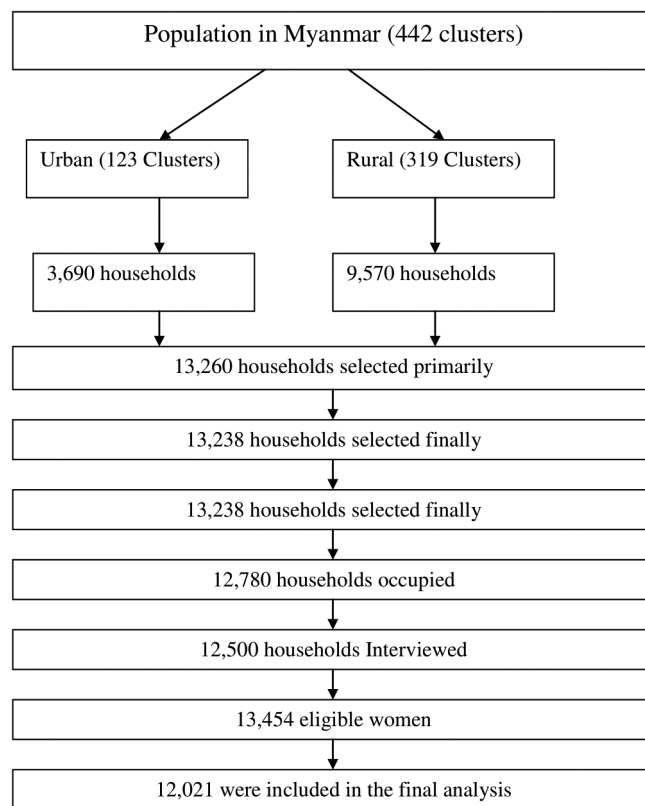 Population in Myanmar (442 clusters)
Urban (123 Clusters)
Rural (319 Clusters)
3,690 households
9,570 households
13,260 households selected primarily
13,238 households selected finally
13,238 households selected finally
12,780 households occupied
12,500 households Interviewed
13,454 eligible women
12,021 were included in the final analysis